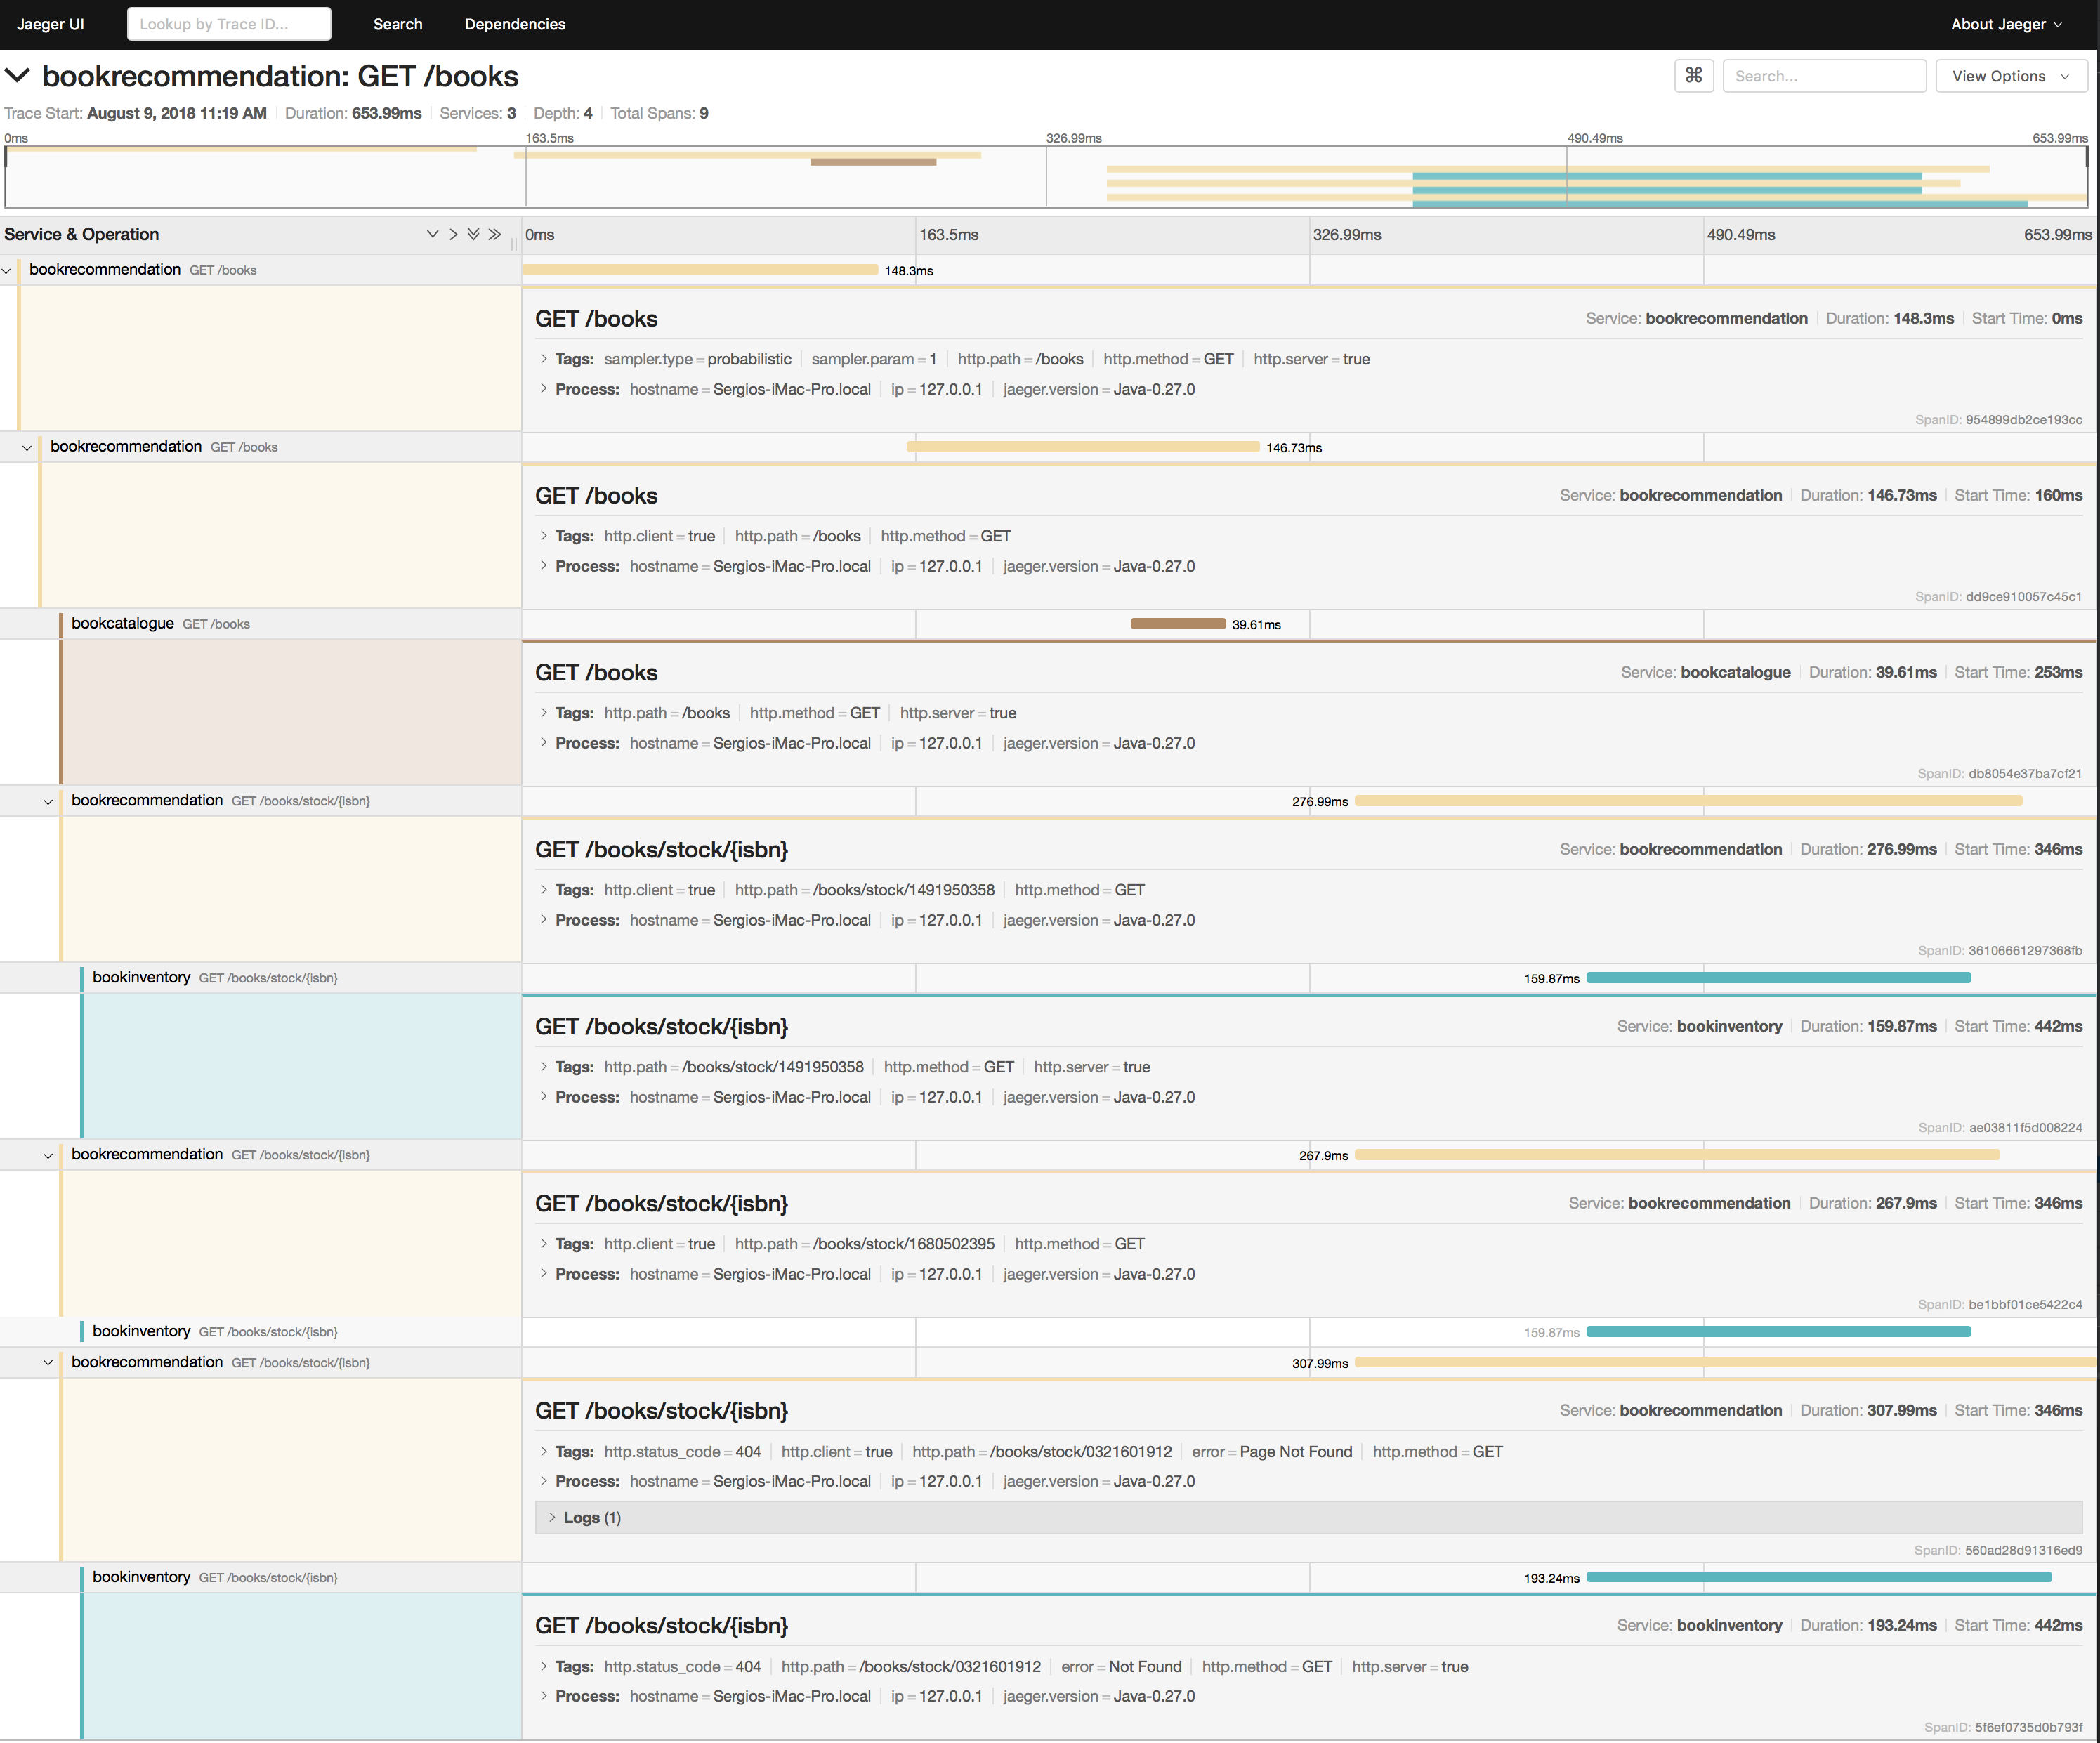 Jaeger UI Lookup by Trace ID... Search Dependencies About Jaeger
bookrecommendation: GET /books ⌘ Search... View Options
Trace Start: August 9, 2018 11:19 AM Duration: 653.99ms Services: 3 Depth: 4 Total Spans: 9
0ms 163.5ms 326.99ms 490.49ms 653.99ms
Service & Operation 0ms 163.5ms 326.99ms 490.49ms 653.99ms
bookrecommendation GET /books 148.3ms
GET /books Service: bookrecommendation Duration: 148.3ms Start Time: 0ms
Tags: sampler.type = probabilistic sampler.param = 1 http.path = /books http.method = GET http.server = true
Process: hostname = Sergios-iMac-Pro.local ip = 127.0.0.1 jaeger.version = Java-0.27.0
SpanID: 954899db2ce193cc
bookrecommendation GET /books 146.73ms
GET /books Service: bookrecommendation Duration: 146.73ms Start Time: 160ms
Tags: http.client = true http.path = /books http.method = GET
Process: hostname = Sergios-iMac-Pro.local ip = 127.0.0.1 jaeger.version = Java-0.27.0
SpanID: dd9ce910057c45c1
bookcatalogue GET /books 39.61ms
GET /books Service: bookcatalogue Duration: 39.61ms Start Time: 253ms
Tags: http.path = /books http.method = GET http.server = true
Process: hostname = Sergios-iMac-Pro.local ip = 127.0.0.1 jaeger.version = Java-0.27.0
SpanID: db8054e37ba7cf21
bookrecommendation GET /books/stock/{isbn} 276.99ms
GET /books/stock/{isbn} Service: bookrecommendation Duration: 276.99ms Start Time: 346ms
Tags: http.client = true http.path = /books/stock/1491950358 http.method = GET
Process: hostname = Sergios-iMac-Pro.local ip = 127.0.0.1 jaeger.version = Java-0.27.0
SpanID: 36106661297368fb
bookinventory GET /books/stock/{isbn} 159.87ms
GET /books/stock/{isbn} Service: bookinventory Duration: 159.87ms Start Time: 442ms
Tags: http.path = /books/stock/1491950358 http.method = GET http.server = true
Process: hostname = Sergios-iMac-Pro.local ip = 127.0.0.1 jaeger.version = Java-0.27.0
SpanID: ae03811f5d008224
bookrecommendation GET /books/stock/{isbn} 267.9ms
GET /books/stock/{isbn} Service: bookrecommendation Duration: 267.9ms Start Time: 346ms
Tags: http.client = true http.path = /books/stock/1680502395 http.method = GET
Process: hostname = Sergios-iMac-Pro.local ip = 127.0.0.1 jaeger.version = Java-0.27.0
SpanID: be1bbf01ce5422c4
bookinventory GET /books/stock/{isbn} 159.87ms
bookrecommendation GET /books/stock/{isbn} 307.99ms
GET /books/stock/{isbn} Service: bookrecommendation Duration: 307.99ms Start Time: 346ms
Tags: http.status_code = 404 http.client = true http.path = /books/stock/0321601912 error = Page Not Found http.method = GET
Process: hostname = Sergios-iMac-Pro.local ip = 127.0.0.1 jaeger.version = Java-0.27.0
Logs (1)
SpanID: 560ad28d91316ed9
bookinventory GET /books/stock/{isbn} 193.24ms
GET /books/stock/{isbn} Service: bookinventory Duration: 193.24ms Start Time: 442ms
Tags: http.status_code = 404 http.path = /books/stock/0321601912 error = Not Found http.method = GET http.server = true
Process: hostname = Sergios-iMac-Pro.local ip = 127.0.0.1 jaeger.version = Java-0.27.0
SpanID: 5f6ef0735d0b793f